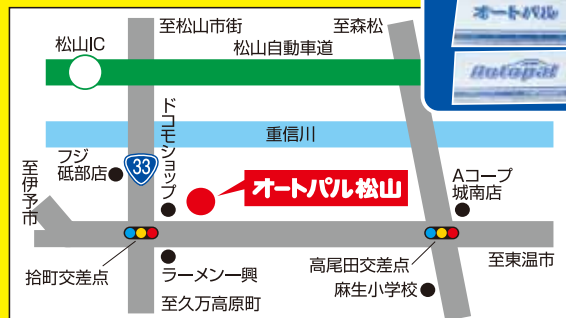 オートパル
Autopal
至松山市街
至森松
松山IC
松山自動車道
ドコモショップ
重信川
フジ
砥部店
33
至伊予市
オートパル松山
Aコープ
城南店
拾町交差点
ラーメン一興
高尾田交差点
至東温市
麻生小学校
至久万高原町